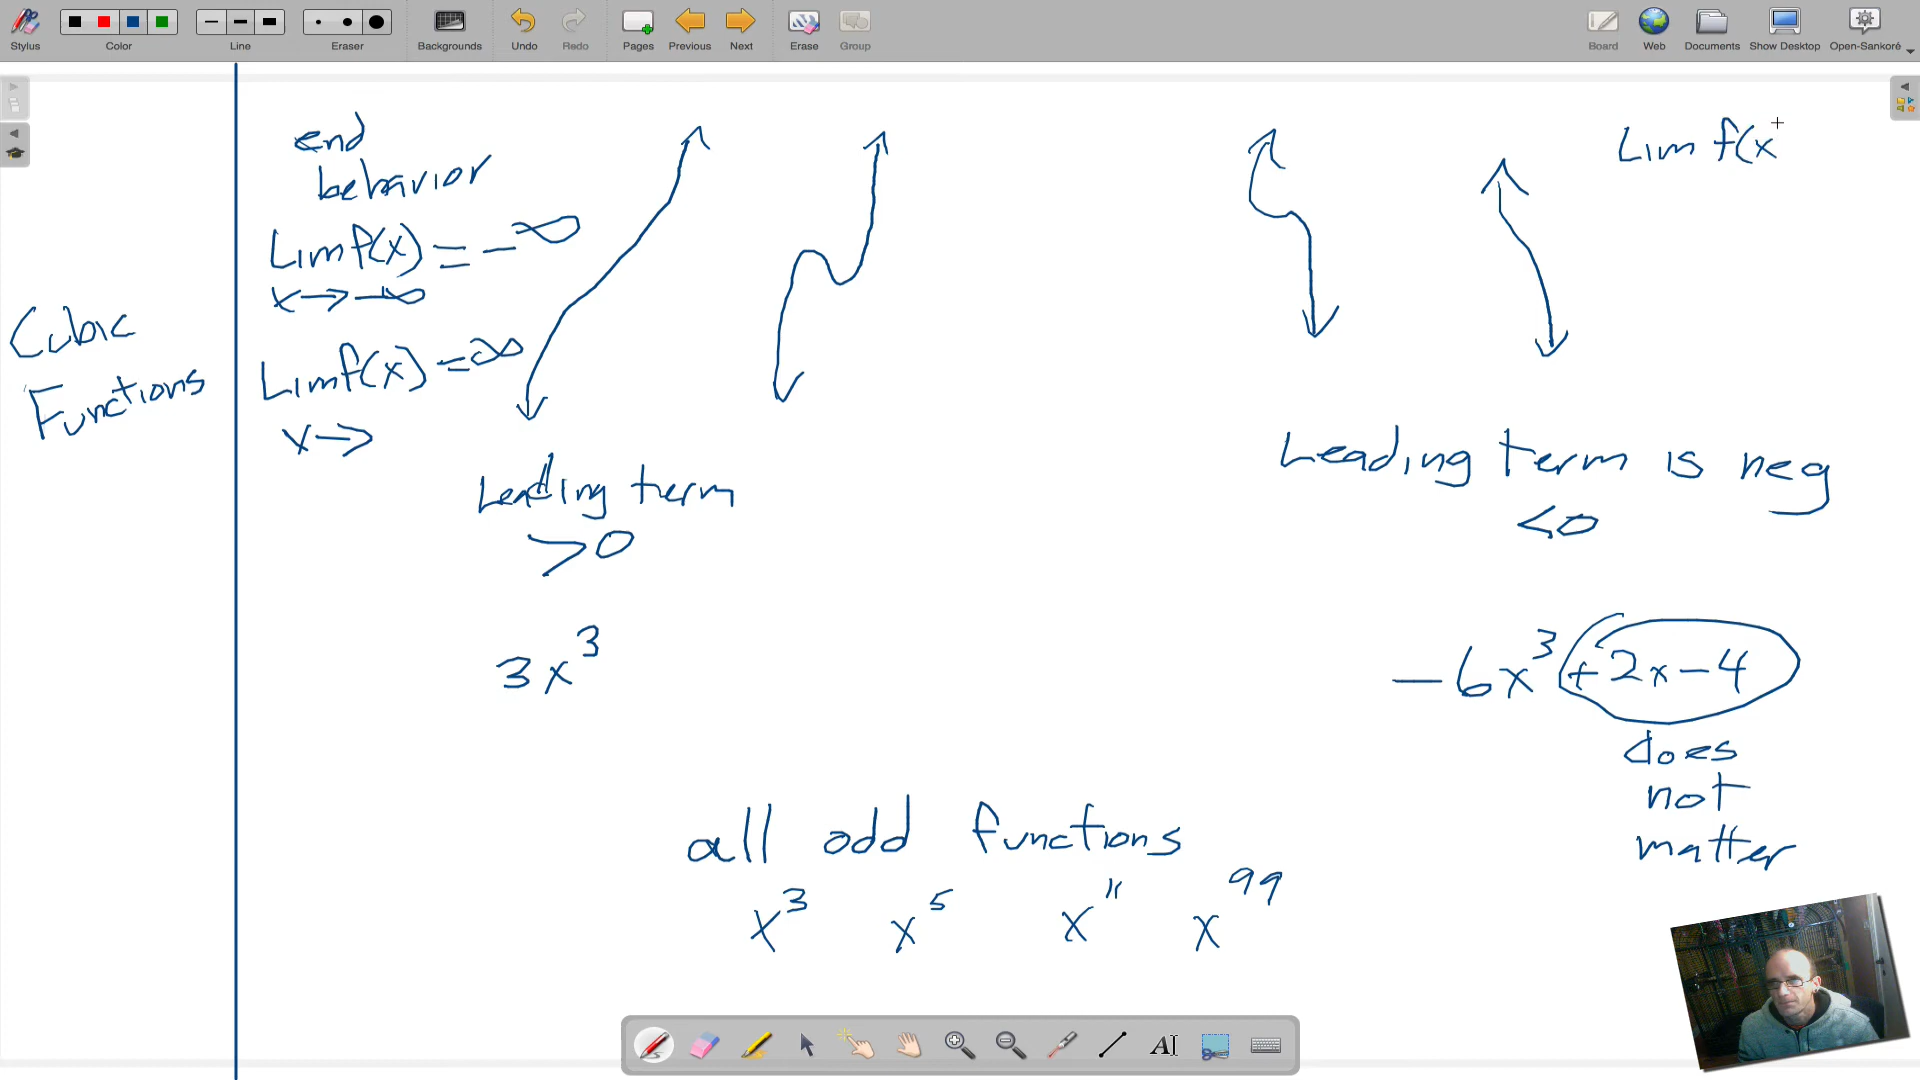 Stylus
Color
Line
Eraser
Backgrounds
Undo
Redo
Pages
Previous
Next
Erase
Group
Board
Web
Documents
Show Desktop
Open-Sankoré
Cubic
Functions
end
behavior
Lim f(x) = -∞
x → -∞
Lim f(x) = ∞
x →
Leading term
>0
3x³
Lim f(x
Leading term is neg
<0
-6x³ + 2x - 4
does
not
matter
all odd functions
x³ x⁵ x¹¹ x⁹⁹